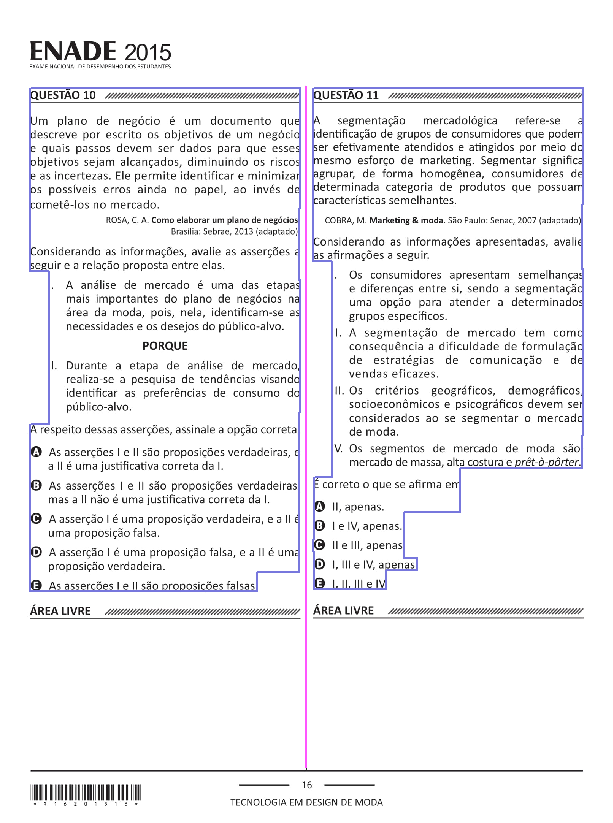 ENADE 2015
EXAME NACIONAL DE DESEMPENHO DOS ESTUDANTES
QUESTÃO 10
Um plano de negócio é um documento que
descreve por escrito os objetivos de um negócio
e quais passos devem ser dados para que esses
objetivos sejam alcançados, diminuindo os riscos
e as incertezas. Ele permite identificar e minimizar
os possíveis erros ainda no papel, ao invés de
cometê-los no mercado.
ROSA, C. A. Como elaborar um plano de negócios
Brasília: Sebrae, 2013 (adaptado)
Considerando as informações, avalie as asserções a
seguir e a relação proposta entre elas.
. A análise de mercado é uma das etapas
mais importantes do plano de negócios na
área da moda, pois, nela, identificam-se as
necessidades e os desejos do público-alvo.
PORQUE
I. Durante a etapa de análise de mercado,
realiza-se a pesquisa de tendências visando
identificar as preferências de consumo do
público-alvo.
A respeito dessas asserções, assinale a opção correta
A As asserções I e II são proposições verdadeiras, e
a II é uma justificativa correta da I.
B As asserções I e II são proposições verdadeiras
mas a II não é uma justificativa correta da I.
C A asserção I é uma proposição verdadeira, e a II é
uma proposição falsa.
D A asserção I é uma proposição falsa, e a II é uma
proposição verdadeira.
E As asserções I e II são proposições falsas
ÁREA LIVRE
QUESTÃO 11
A segmentação mercadológica refere-se a
identificação de grupos de consumidores que podem
ser efetivamente atendidos e atingidos por meio do
mesmo esforço de marketing. Segmentar significa
agrupar, de forma homogênea, consumidores de
determinada categoria de produtos que possuam
características semelhantes.
COBRA, M. Marketing & moda. São Paulo: Senac, 2007 (adaptado)
Considerando as informações apresentadas, avalie
as afirmações a seguir.
. Os consumidores apresentam semelhanças
e diferenças entre si, sendo a segmentação
uma opção para atender a determinados
grupos específicos.
I. A segmentação de mercado tem como
consequência a dificuldade de formulação
de estratégias de comunicação e de
vendas eficazes.
II. Os critérios geográficos, demográficos,
socioeconômicos e psicográficos devem ser
considerados ao se segmentar o mercado
de moda.
V. Os segmentos de mercado de moda são
mercado de massa, alta costura e prêt-à-pôrter.
É correto o que se afirma em
A II, apenas.
B I e IV, apenas.
C II e III, apenas
D I, III e IV, apenas
E I, II, III e IV
ÁREA LIVRE
16
TECNOLOGIA EM DESIGN DE MODA